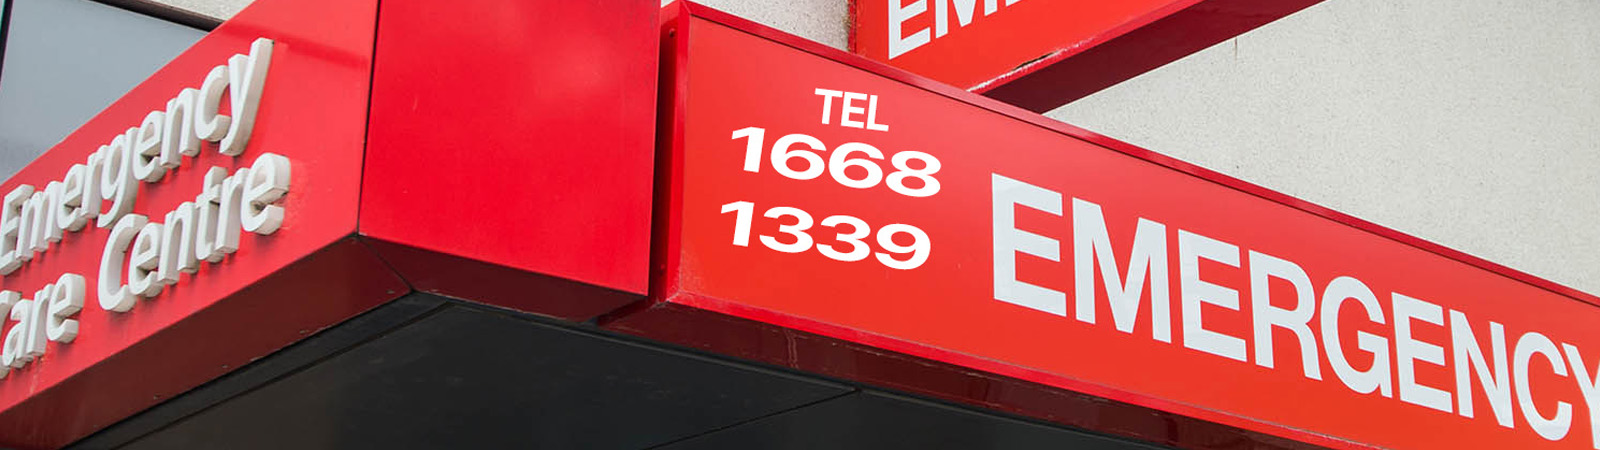 Emergency
Care Centre
TEL
1668
1339
EMERGENCY